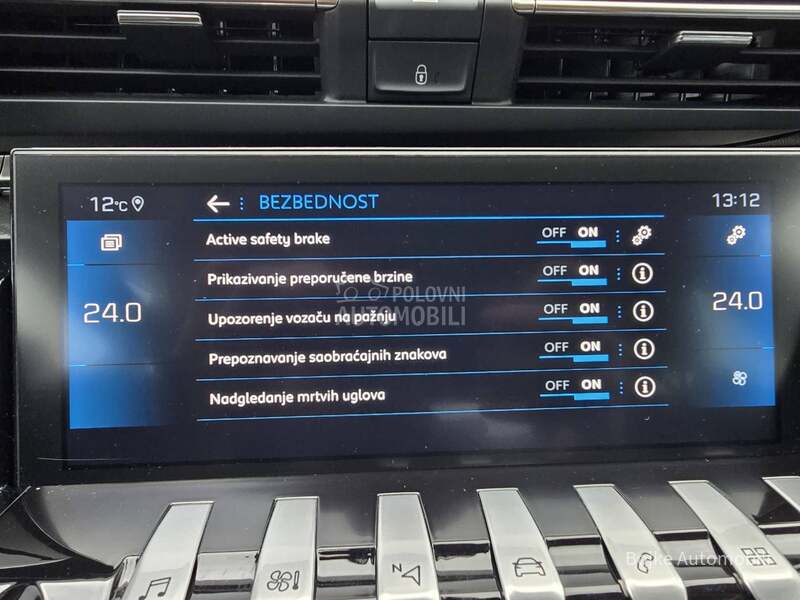 12°C
BEZBEDNOST
13:12
Active safety brake OFF ON
Prikazivanje preporučene brzine OFF ON
24.0
24.0
POLOVNI
AUTOMOBILI
Upozorenje vozaču na pažnju OFF ON
Prepoznavanje saobraćajnih znakova OFF ON
Nadgledanje mrtvih uglova OFF ON
N